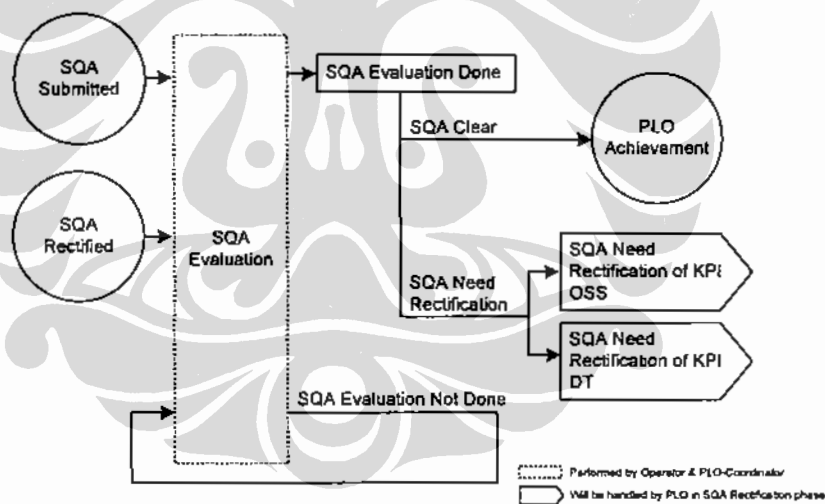 SQA
Submitted
SQA Evaluation Done
SQA Clear
PLO
Achievement
SQA
Rectified
SQA
Evaluation
SQA Need
Rectification
SQA Need
Rectification of KPI
OSS
SQA Need
Rectification of KPI
DT
SQA Evaluation Not Done
Performed by Operator & PLO-Coordinator
Will be handled by PLO in SQA Rectification phase